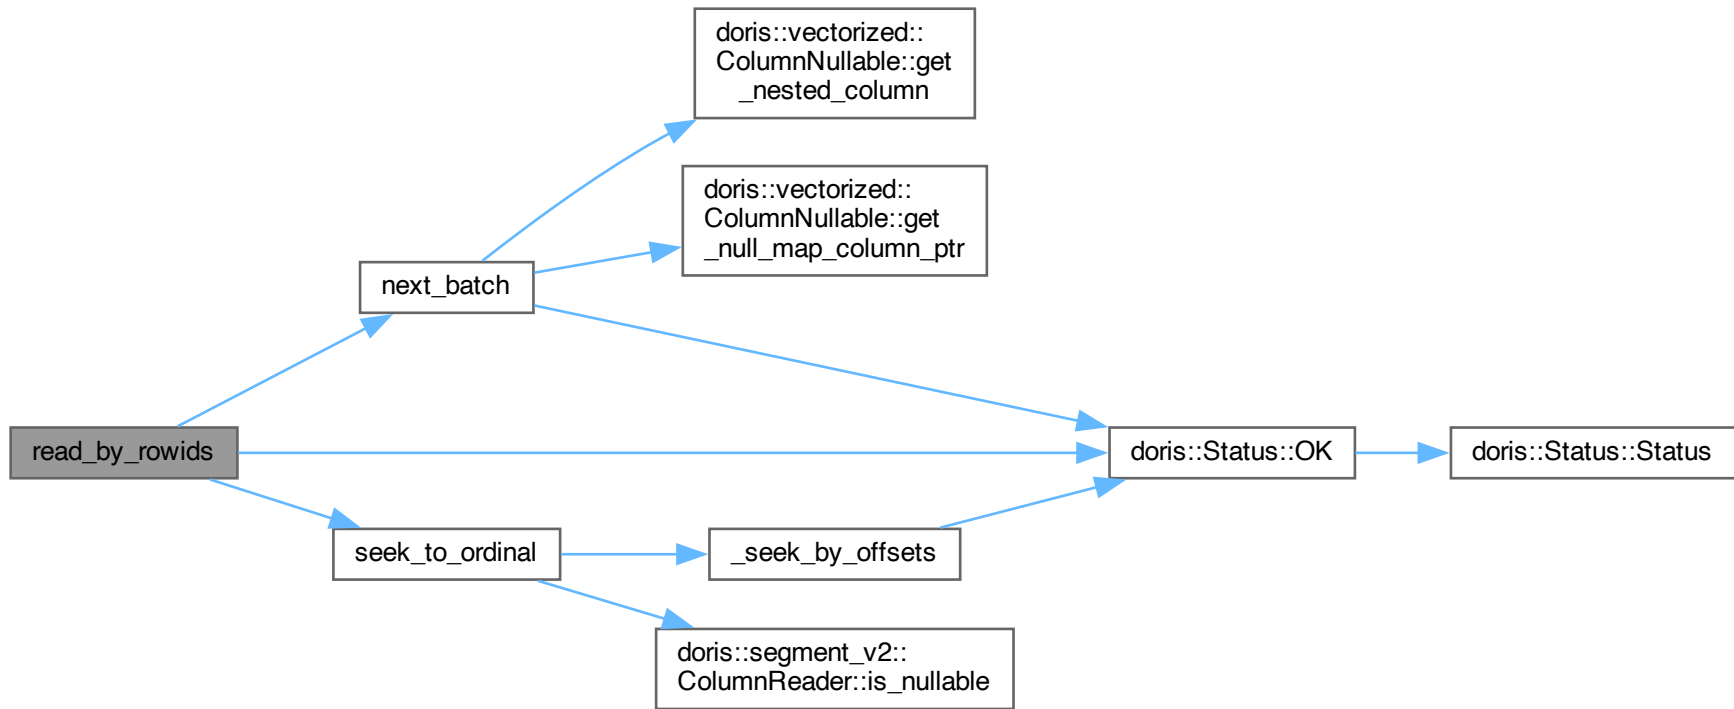 doris::vectorized::
ColumnNullable::get
_nested_column
doris::vectorized::
ColumnNullable::get
_null_map_column_ptr
next_batch
read_by_rowids
doris::Status::OK
doris::Status::Status
seek_to_ordinal
_seek_by_offsets
doris::segment_v2::
ColumnReader::is_nullable